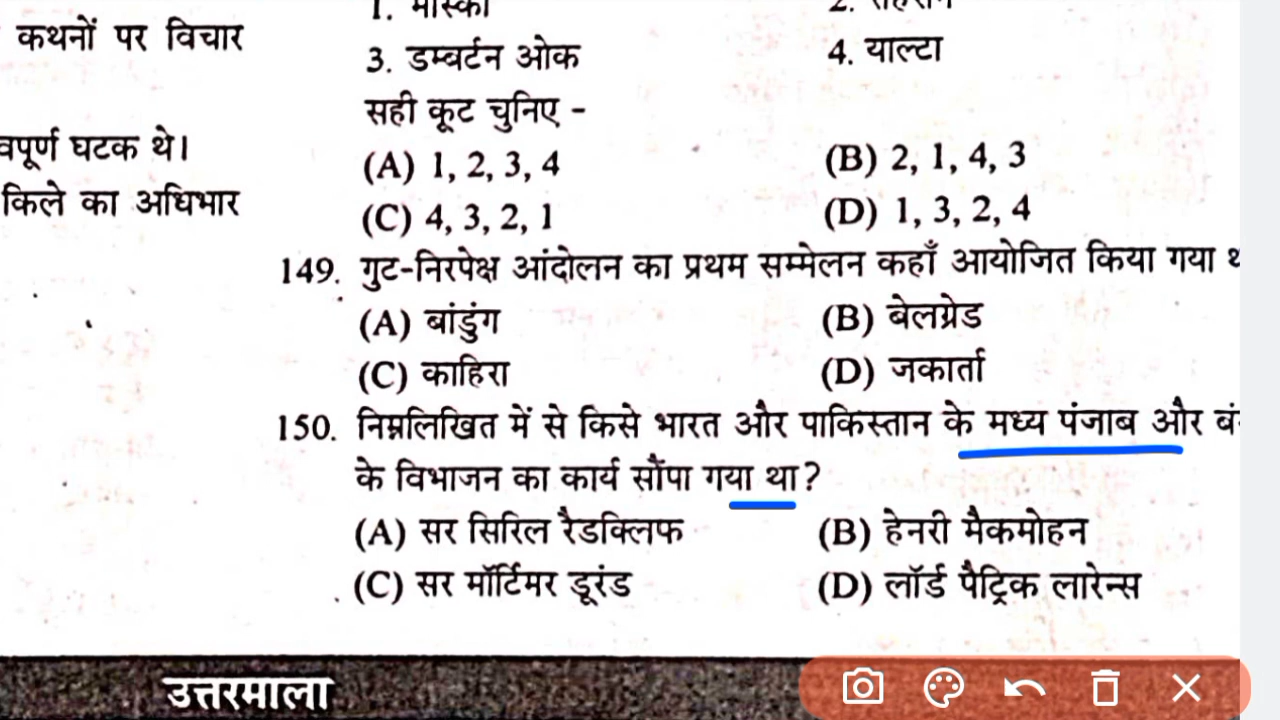 कथनों पर विचार
वपूर्ण घटक थे।
किले का अधिभार
1. मास्को
3. डम्बर्टन ओक
4. याल्टा
सही कूट चुनिए -
(A) 1, 2, 3, 4
(B) 2, 1, 4, 3
(C) 4, 3, 2, 1
(D) 1, 3, 2, 4
149. गुट-निरपेक्ष आंदोलन का प्रथम सम्मेलन कहाँ आयोजित किया गया
(A) बांडुंग
(B) बेलग्रेड
(C) काहिरा
(D) जकार्ता
150. निम्नलिखित में से किसे भारत और पाकिस्तान के मध्य पंजाब और
के विभाजन का कार्य सौंपा गया था?
(A) सर सिरिल रैडक्लिफ
(B) हेनरी मैकमोहन
(C) सर मॉर्टिमर डूरंड
(D) लॉर्ड पैट्रिक लारेन्स
उत्तरमाला